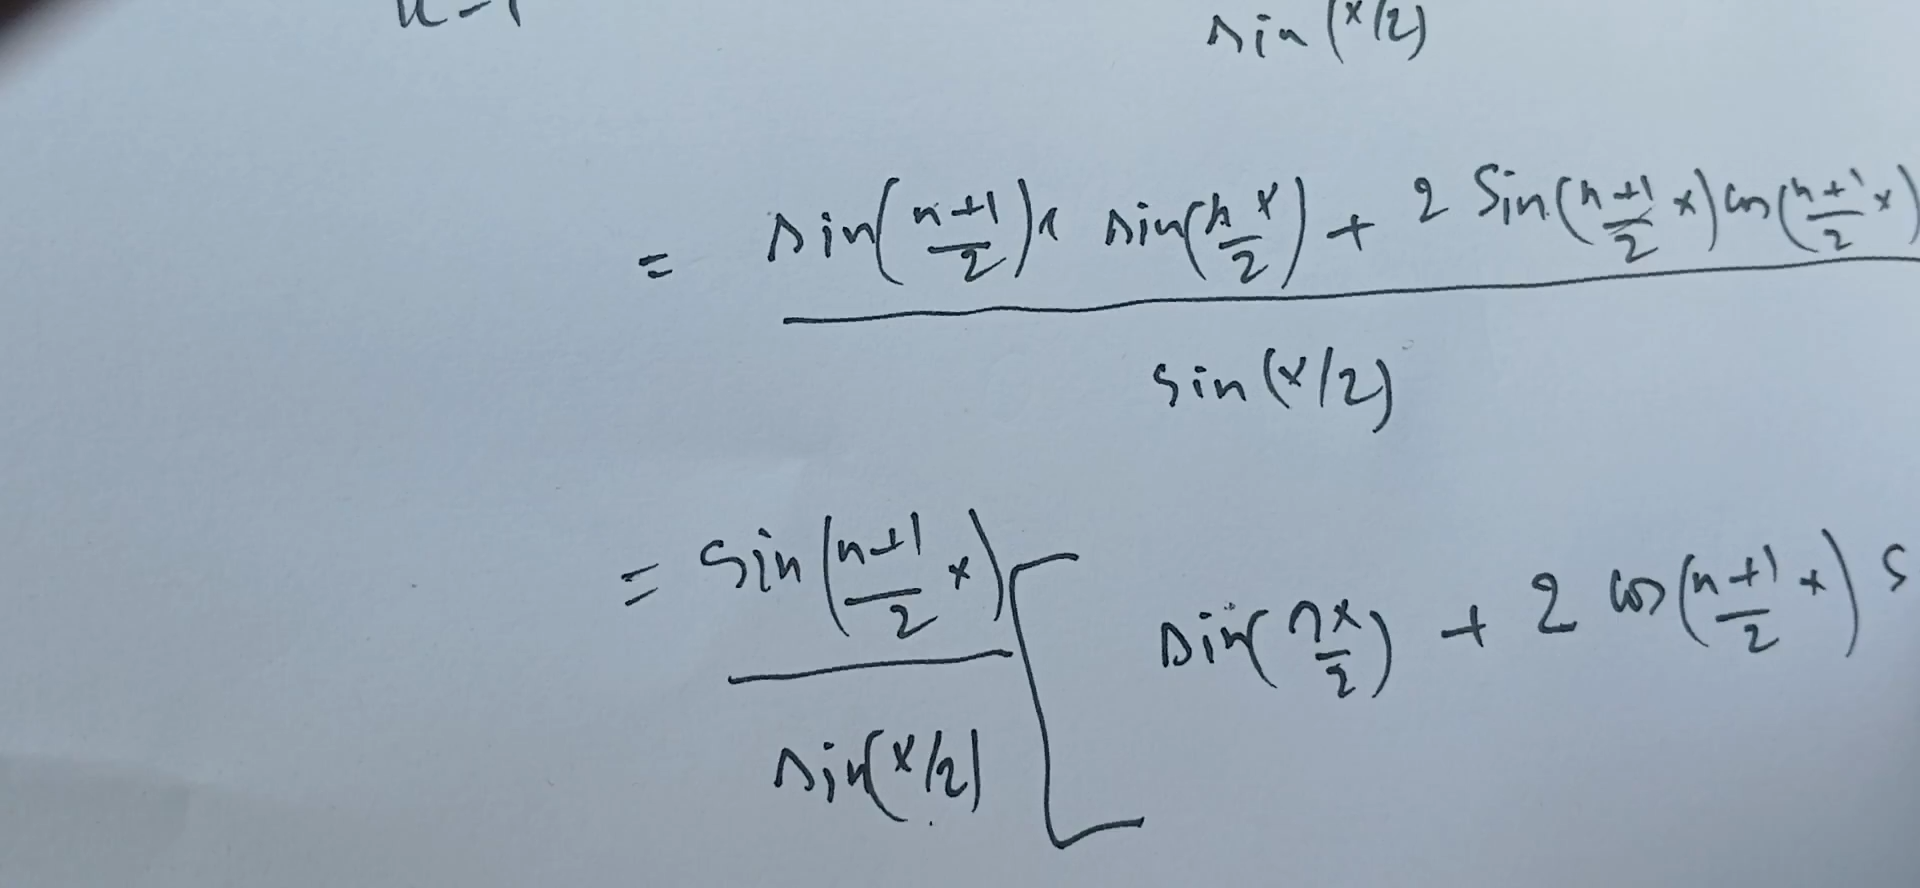 sin (x/2)
= sin(n+1/2)x sin(nx/2) + 2 Sin(n+1/2 x) cos(n+1/2 x)
sin (x/2)
= Sin (n+1/2 x) [ sin(nx/2) + 2 cos(n+1/2 x) s
sin(x/2)